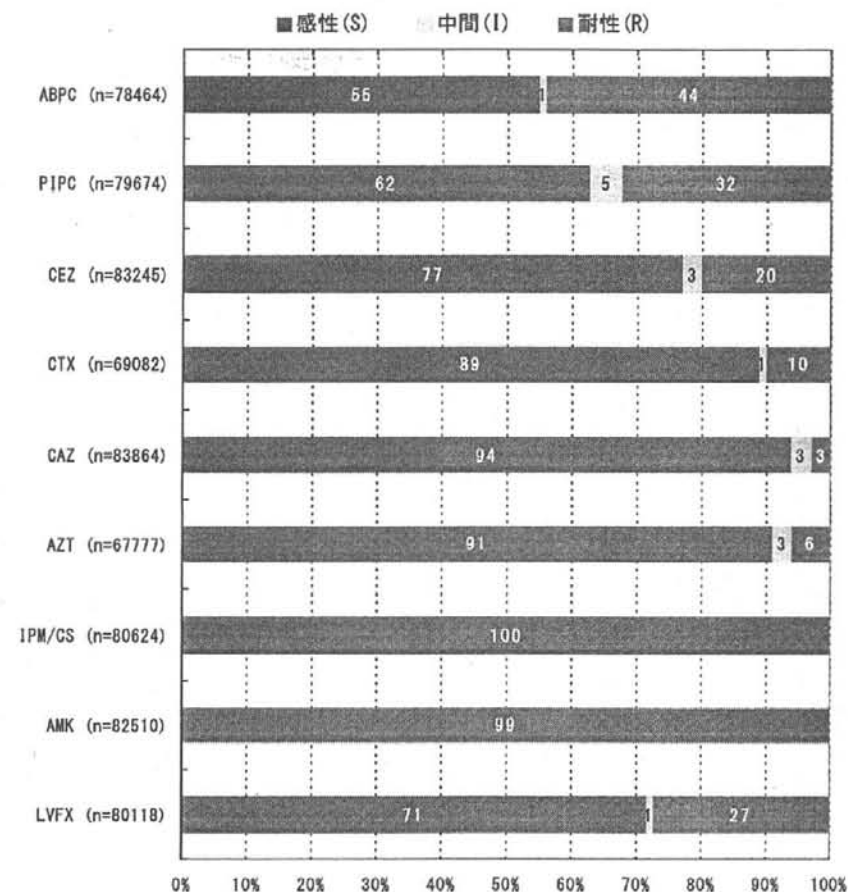 ■感性(S) 中間(I) ■耐性(R)
ABPC (n=78464) 55 1 44
PIPC (n=79674) 62 5 32
CEZ (n=83245) 77 3 20
CTX (n=69082) 89 1 10
CAZ (n=83864) 94 3 3
AZT (n=67777) 91 3 6
IPM/CS (n=80624) 100
AMK (n=82510) 99
LVFX (n=80118) 71 1 27
0% 10% 20% 30% 40% 50% 60% 70% 80% 90% 100%